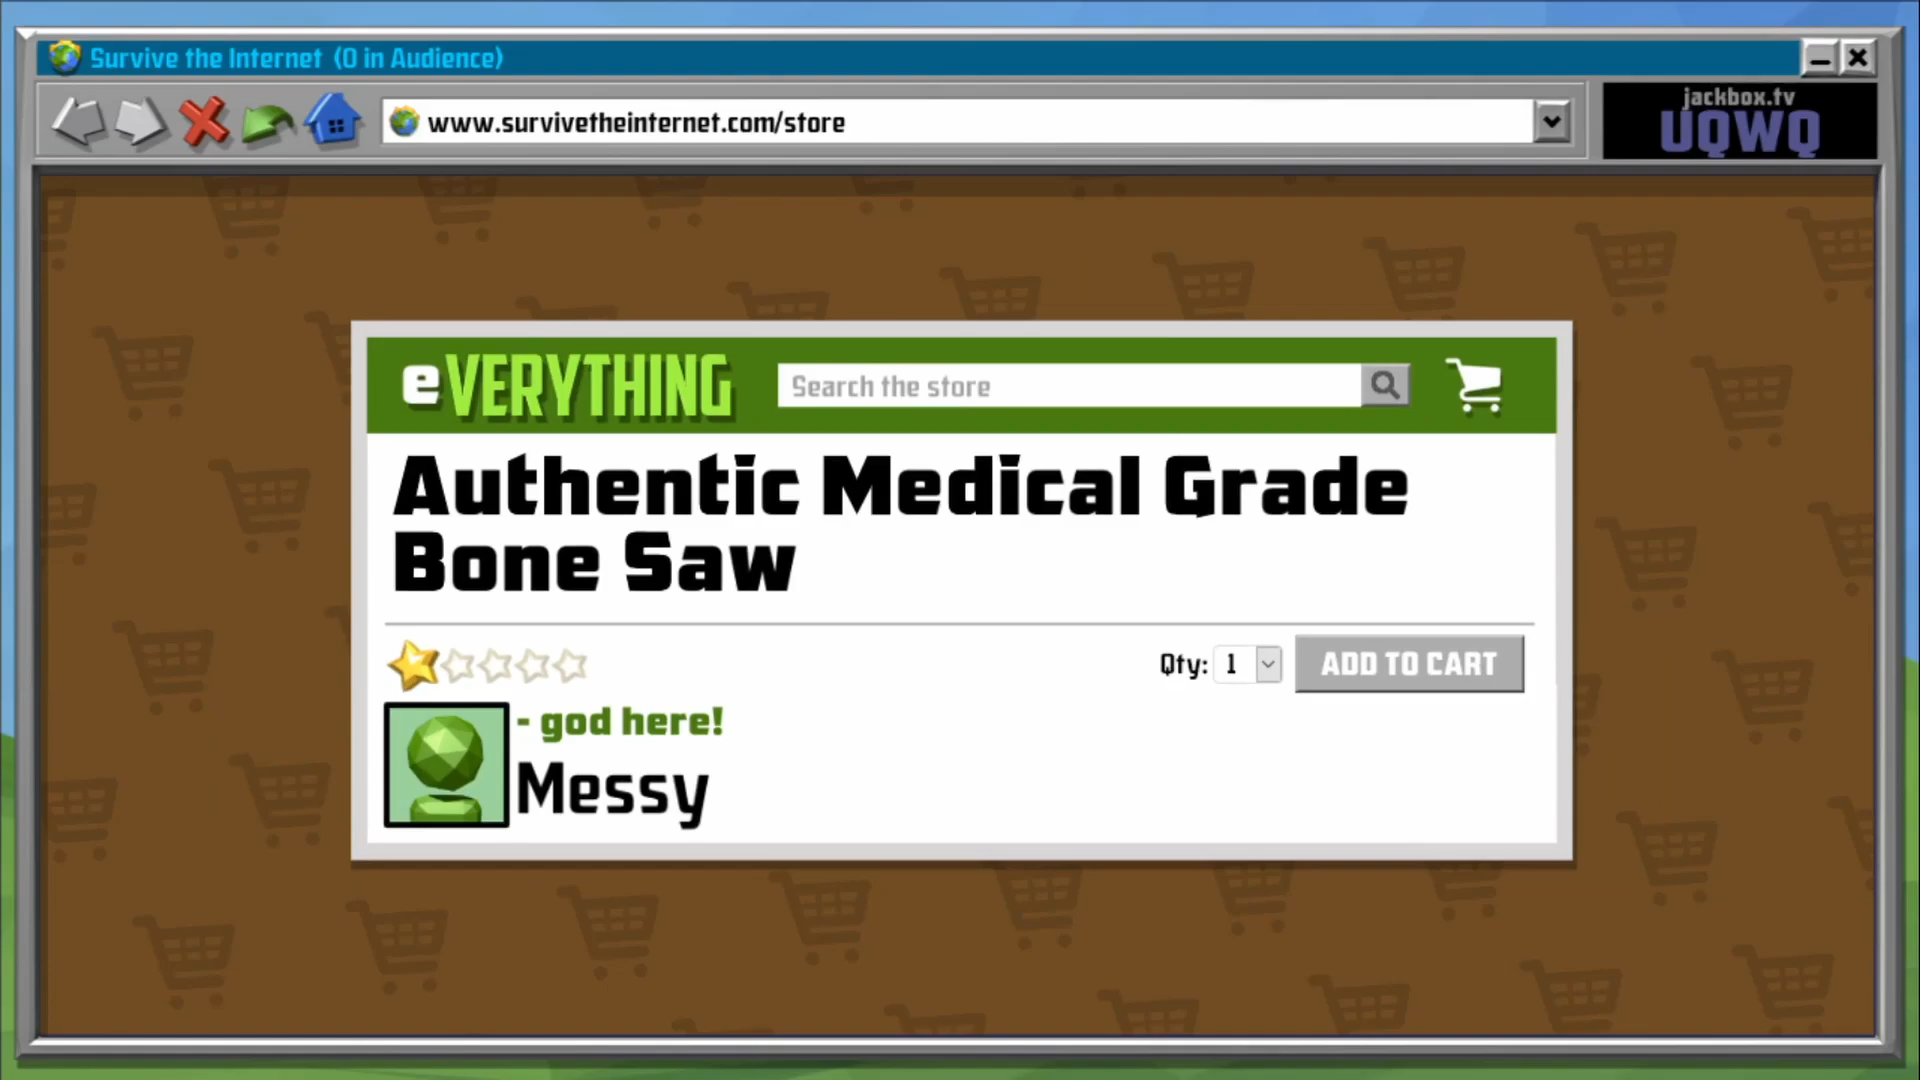 Survive the Internet (0 in Audience)
www.survivetheinternet.com/store
jackbox.tv
UQWQ
eVERYTHING
Search the store
Authentic Medical Grade
Bone Saw
Qty: 1
ADD TO CART
- god here!
Messy